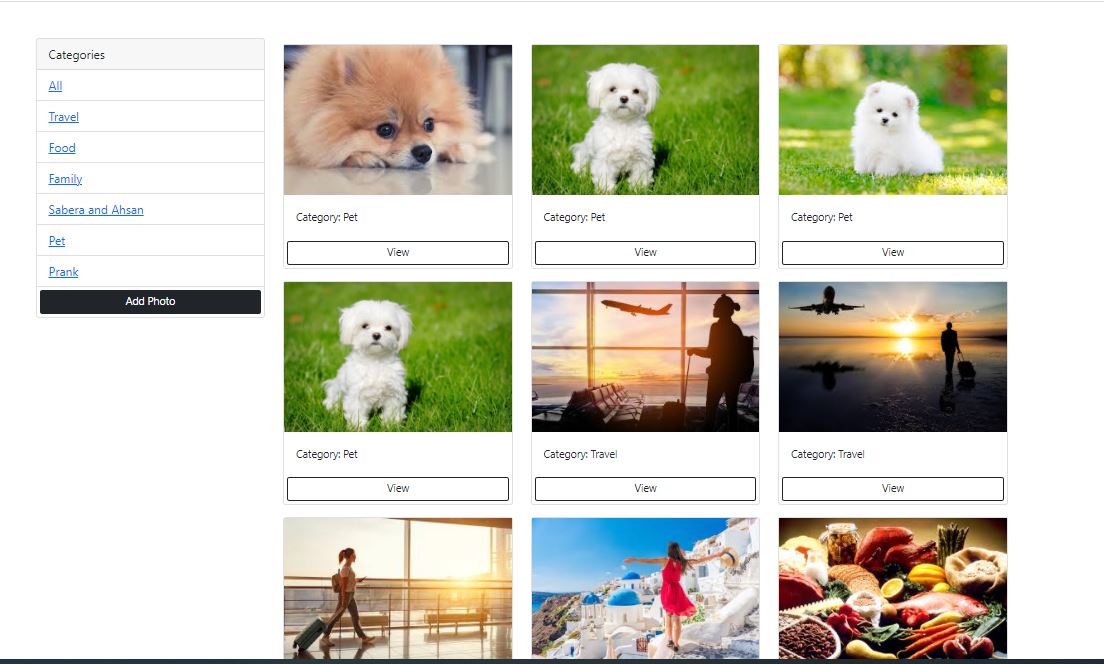 Categories
All
Travel
Food
Family
Sabera and Ahsan
Pet
Prank
Add Photo
Category: Pet
Category: Pet
Category: Pet
View
View
View
Category: Pet
Category: Travel
Category: Travel
View
View
View